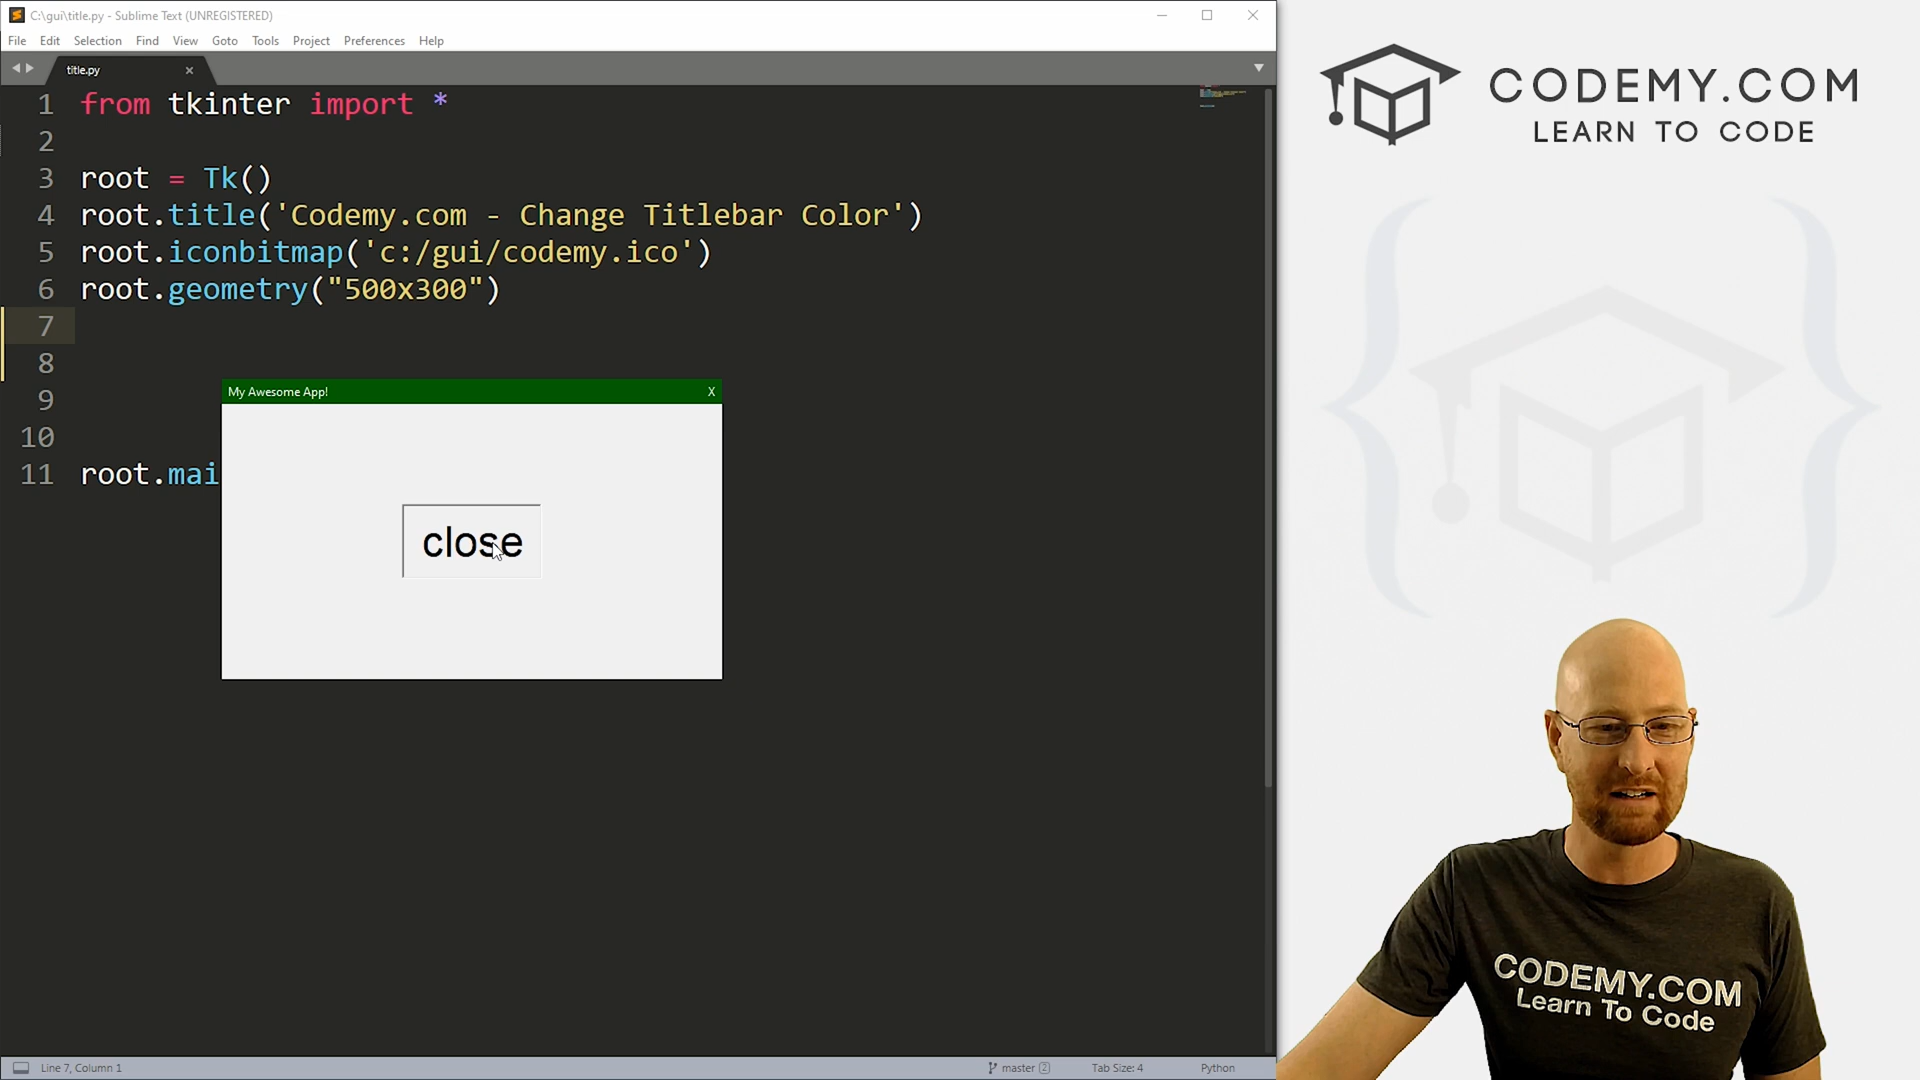 C:\gui\title.py - Sublime Text (UNREGISTERED)
File Edit Selection Find View Goto Tools Project Preferences Help
title.py
1 from tkinter import *
2
3 root = Tk()
4 root.title('Codemy.com - Change Titlebar Color')
5 root.iconbitmap('c:/gui/codemy.ico')
6 root.geometry("500x300")
7
8
9
10
11 root.mai
My Awesome App! X
close
Line 7, Column 1 master 2 Tab Size: 4 Python
CODEMY.COM
LEARN TO CODE
CODEMY.COM
Learn To Code